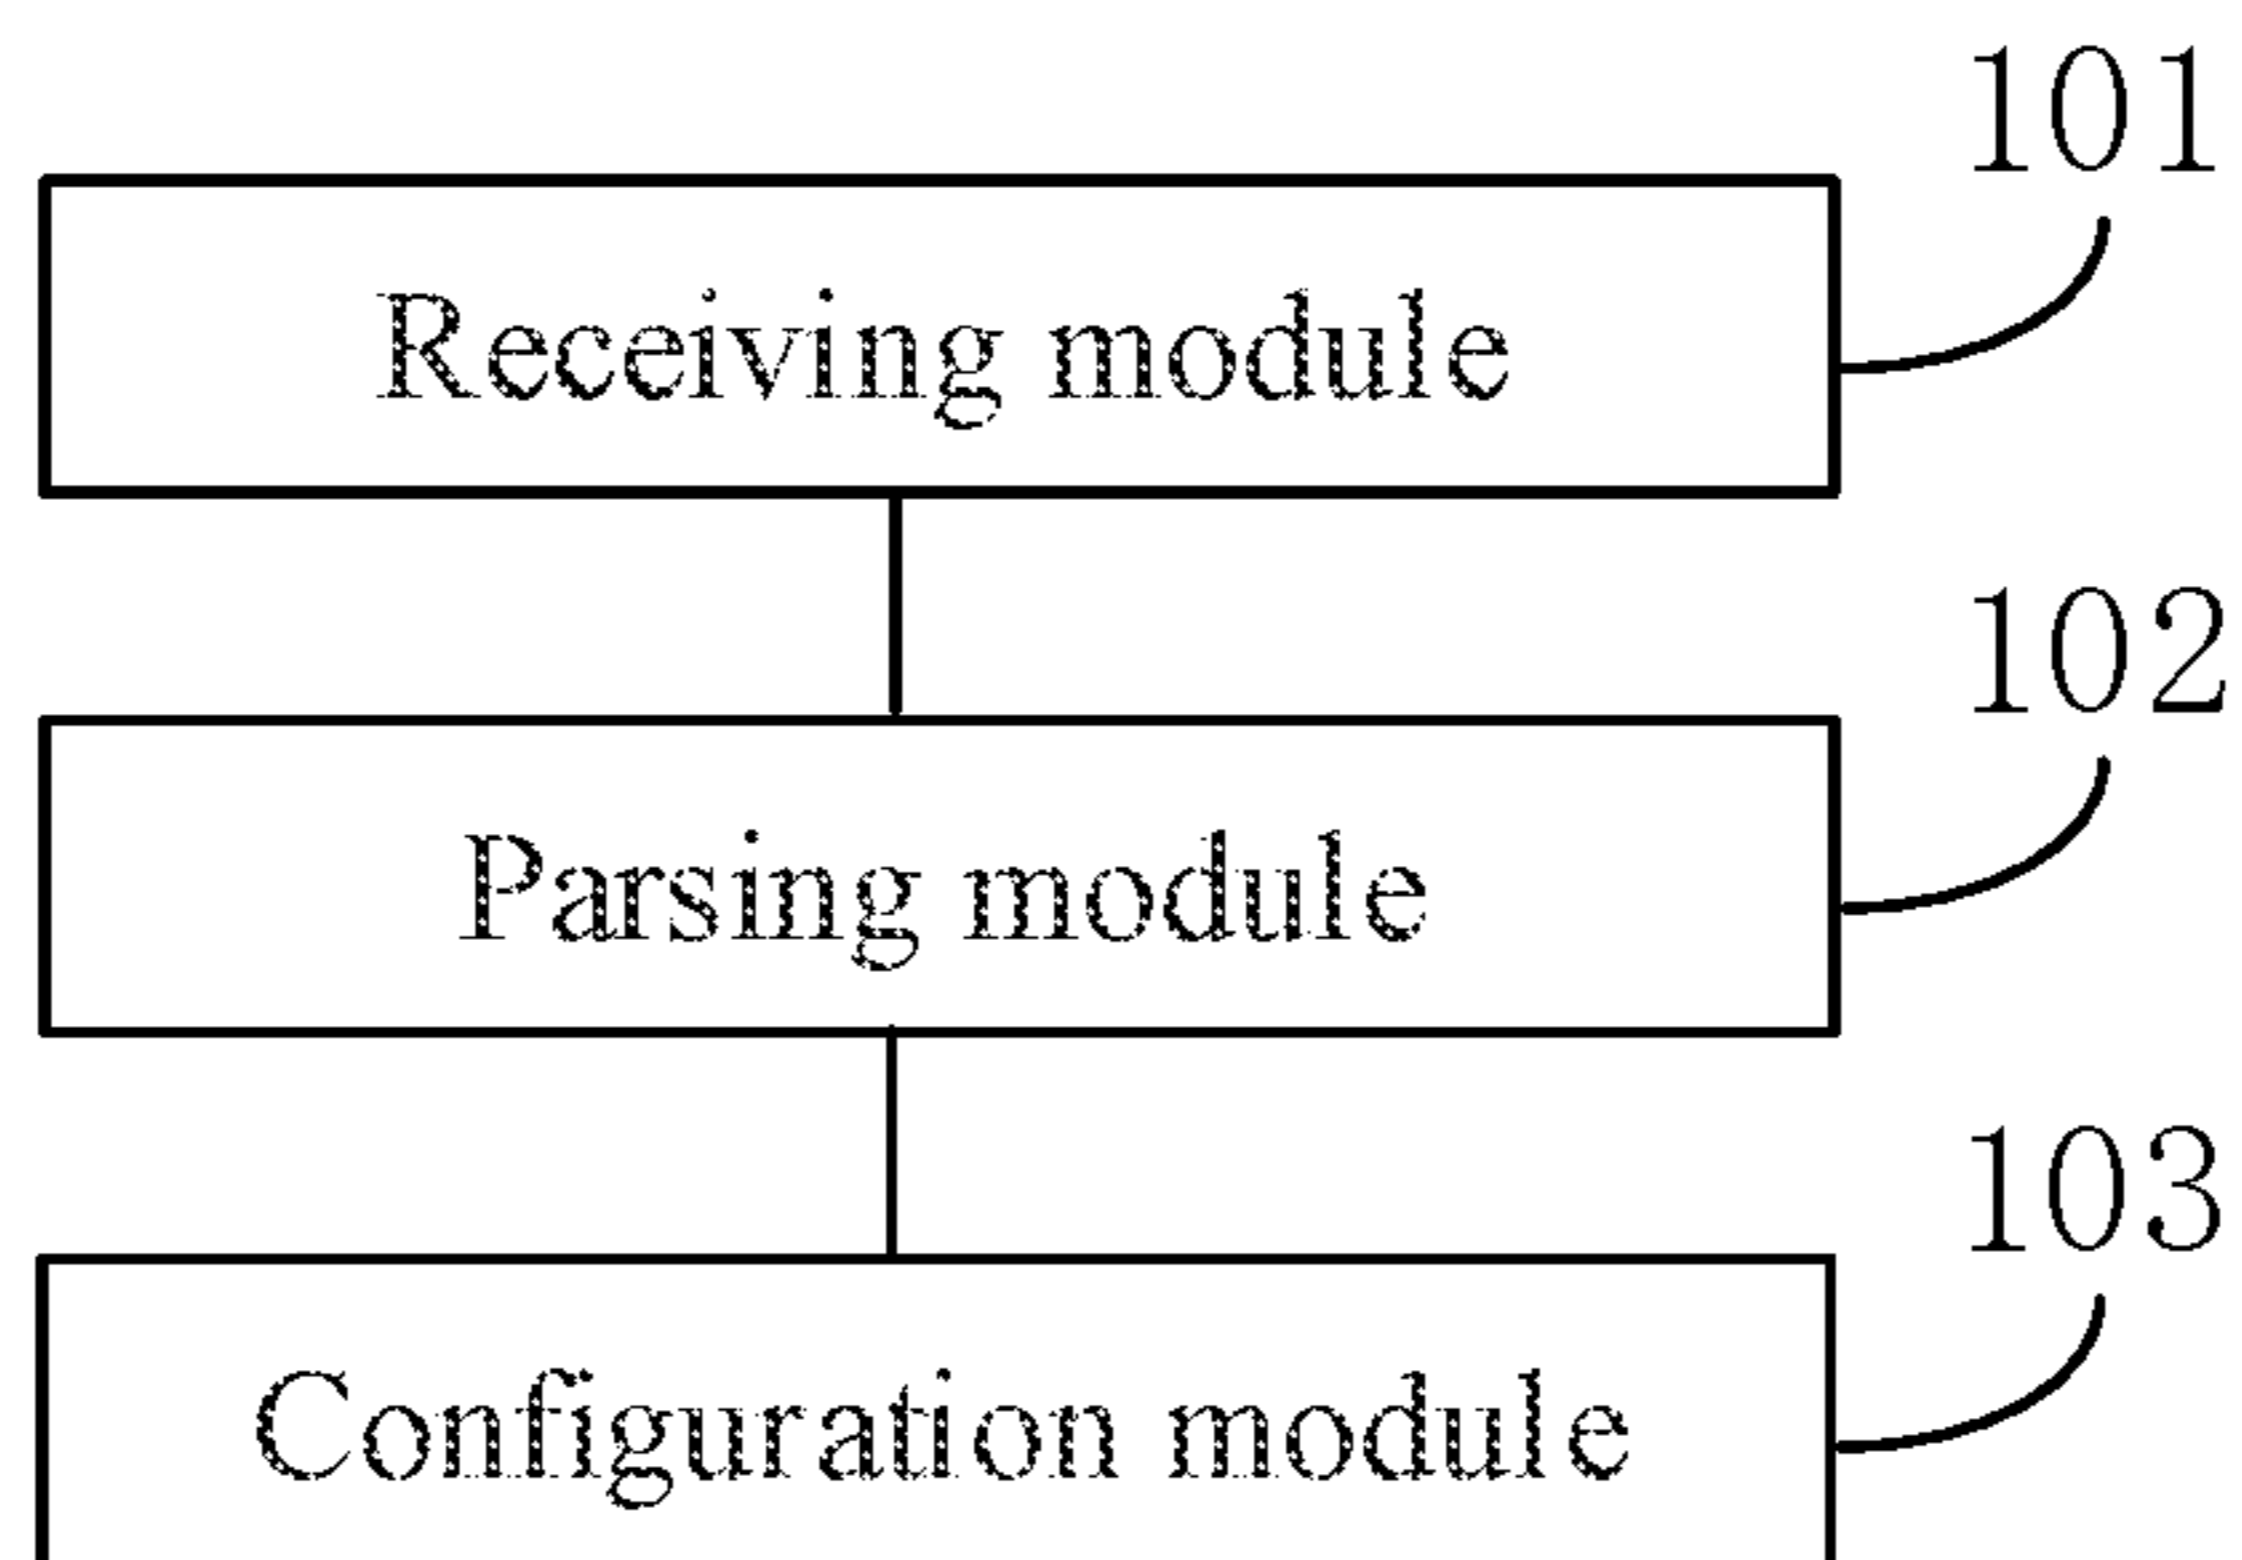 101
Receiving module
102
Parsing module
103
Configuration module